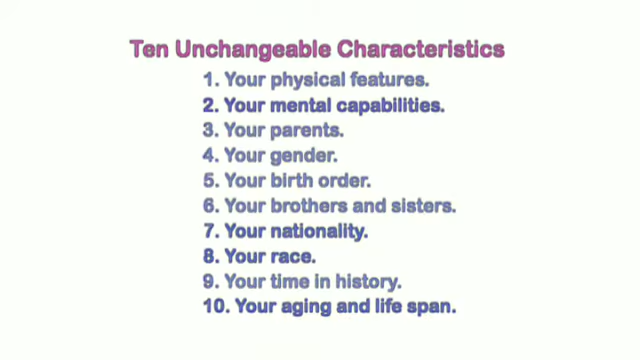 Ten Unchangeable Characteristics
1. Your physical features.
2. Your mental capabilities.
3. Your parents.
4. Your gender.
5. Your birth order.
6. Your brothers and sisters.
7. Your nationality.
8. Your race.
9. Your time in history.
10. Your aging and life span.